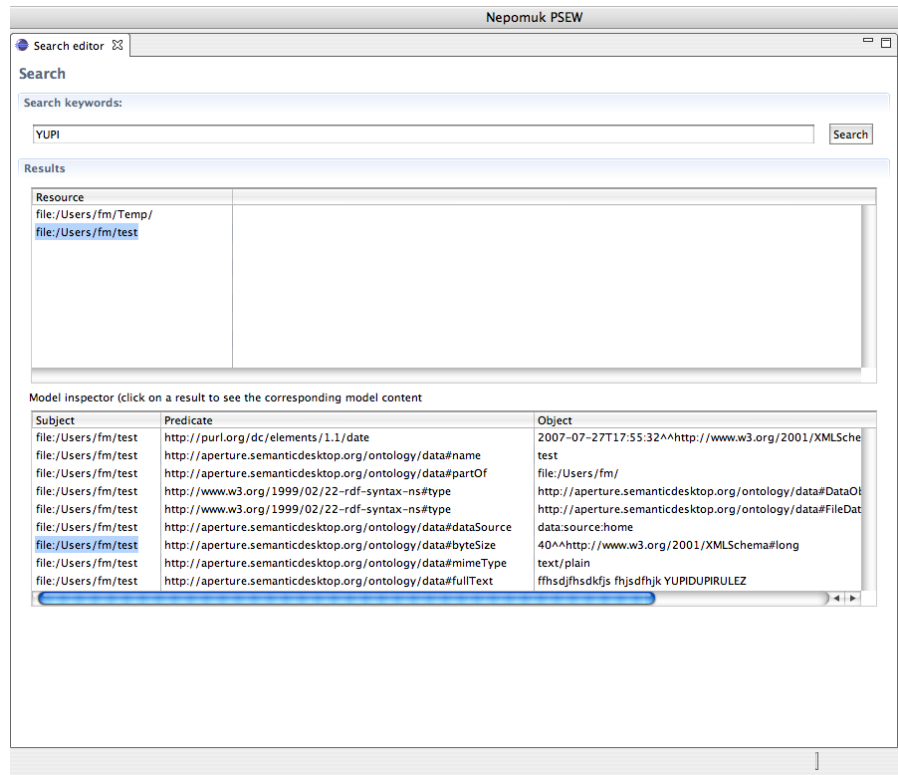 Nepomuk PSEW
Search editor
Search
Search keywords:
YUPI Search
Results
Resource
file:/Users/fm/Temp/
file:/Users/fm/test
Model inspector (click on a result to see the corresponding model content
Subject Predicate Object
file:/Users/fm/test http://purl.org/dc/elements/1.1/date 2007-07-27T17:55:32^^http://www.w3.org/2001/XMLSche
file:/Users/fm/test http://aperture.semanticdesktop.org/ontology/data#name test
file:/Users/fm/test http://aperture.semanticdesktop.org/ontology/data#partOf file:/Users/fm/
file:/Users/fm/test http://www.w3.org/1999/02/22-rdf-syntax-ns#type http://aperture.semanticdesktop.org/ontology/data#DataOb
file:/Users/fm/test http://www.w3.org/1999/02/22-rdf-syntax-ns#type http://aperture.semanticdesktop.org/ontology/data#FileDat
file:/Users/fm/test http://aperture.semanticdesktop.org/ontology/data#dataSource data:source:home
file:/Users/fm/test http://aperture.semanticdesktop.org/ontology/data#byteSize 40^^http://www.w3.org/2001/XMLSchema#long
file:/Users/fm/test http://aperture.semanticdesktop.org/ontology/data#mimeType text/plain
file:/Users/fm/test http://aperture.semanticdesktop.org/ontology/data#fullText ffhsdjfhsdkfjs fhjsdfhjk YUPIDUPIRULEZ